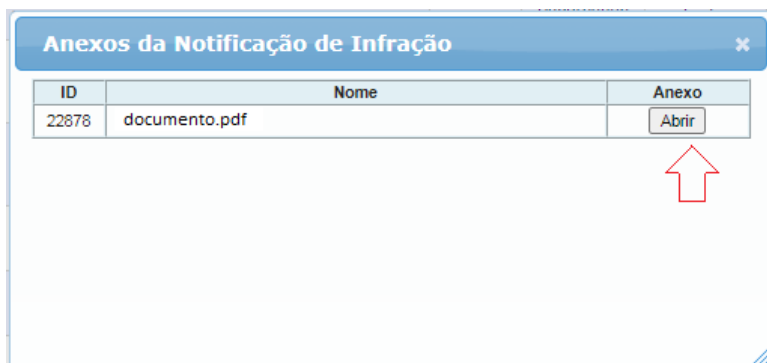 Anexos da Notificação de Infração
ID Nome Anexo
22878 documento.pdf Abrir